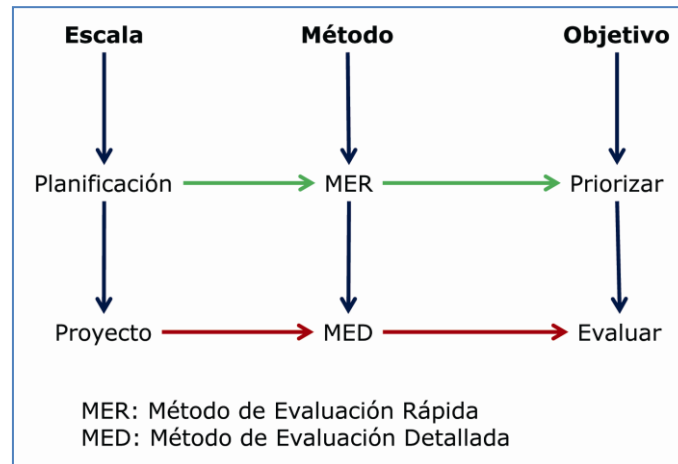 Escala Método Objetivo
Planificación MER Priorizar
Proyecto MED Evaluar
MER: Método de Evaluación Rápida
MED: Método de Evaluación Detallada